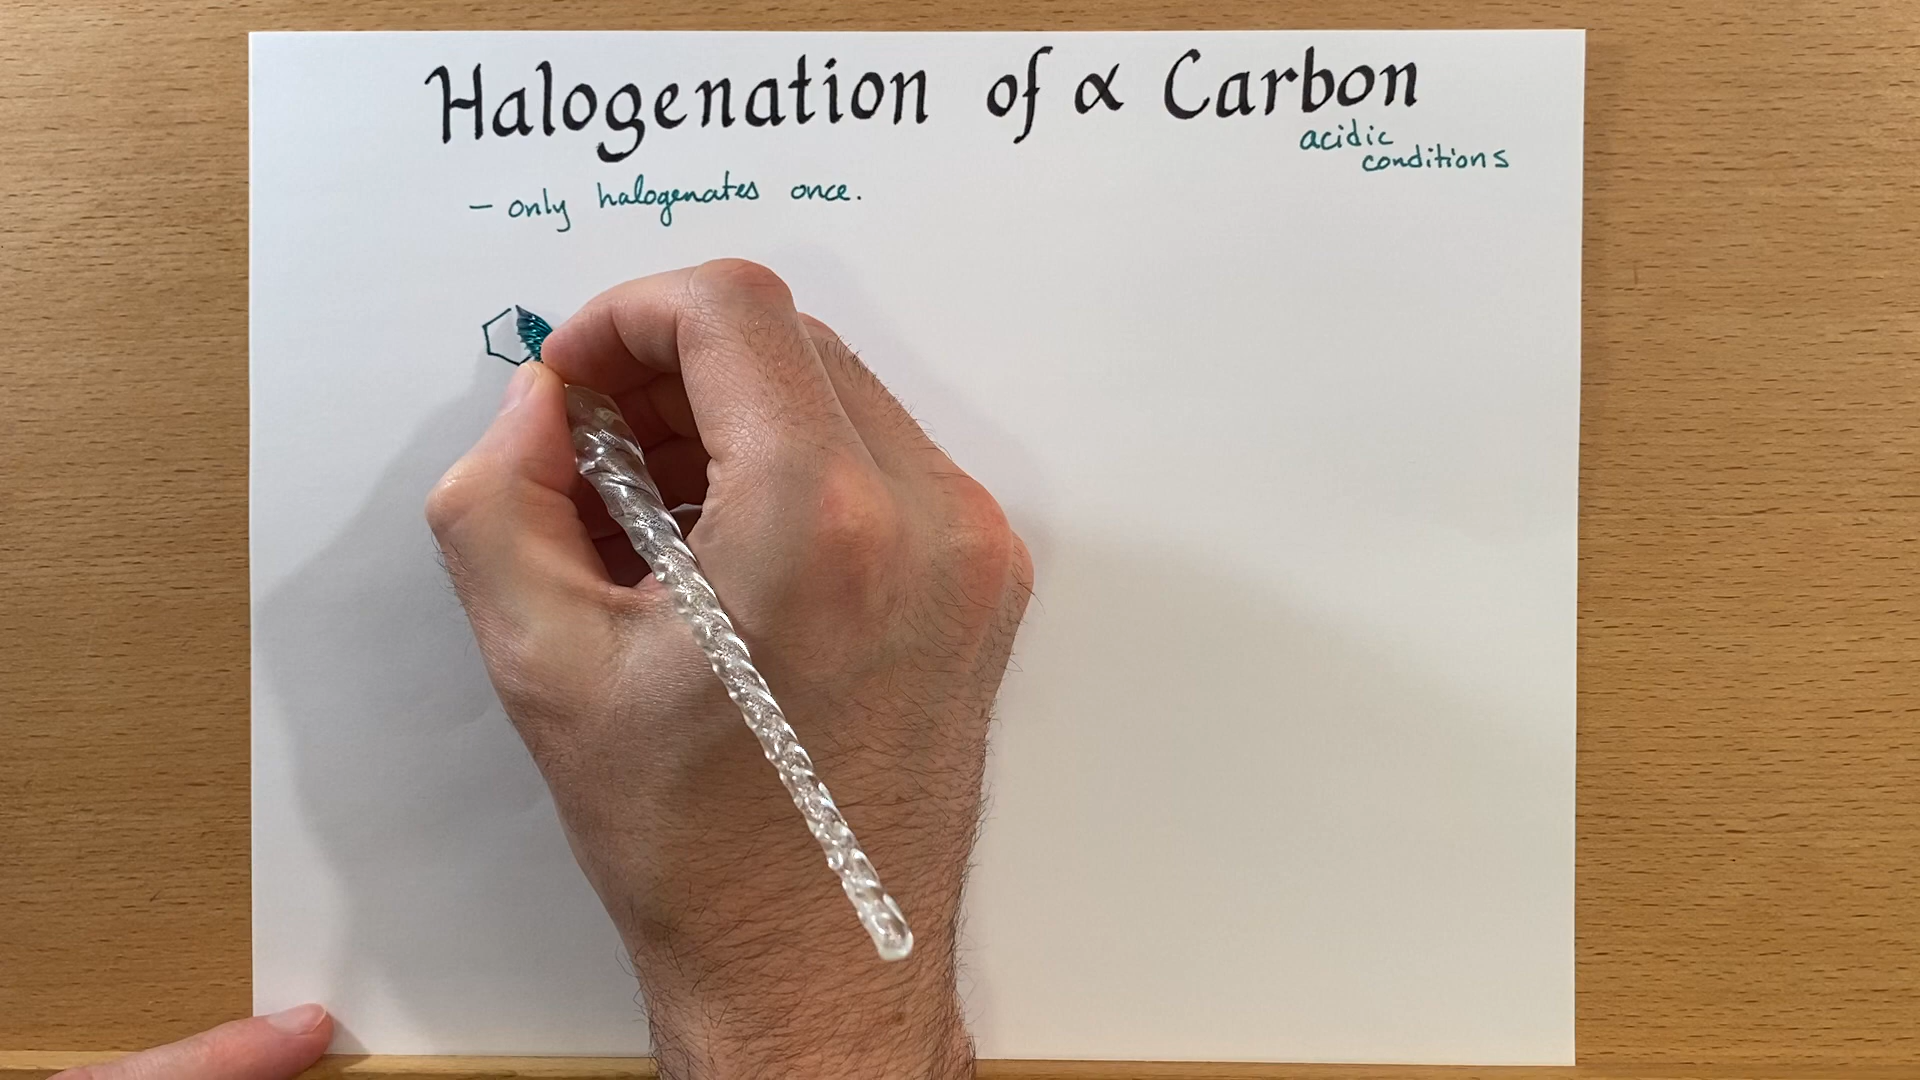 Halogenation of α Carbon
acidic
conditions
- only halogenates once.